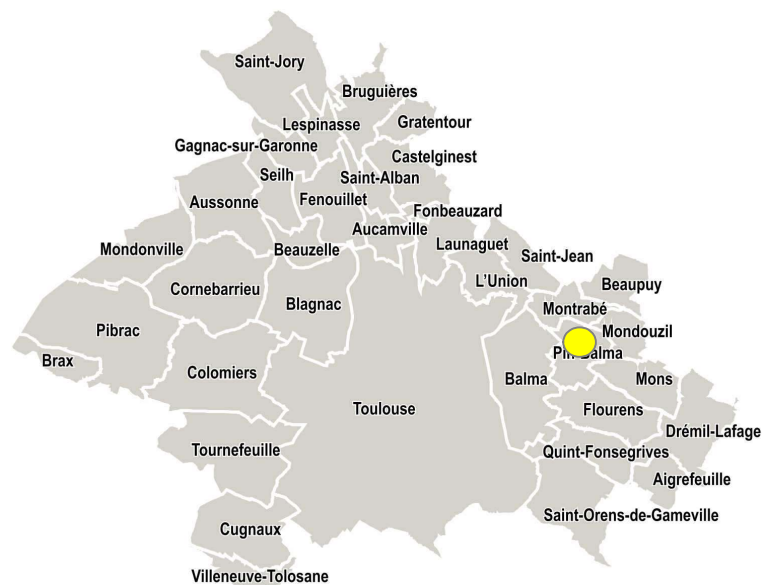 Saint-Jory
Bruguières
Lespinasse
Gratentour
Gagnac-sur-Garonne
Castelginest
Seilh
Saint-Alban
Aussonne
Fenouillet
Fonbeauzard
Aucamville
Mondonville
Beauzelle
Launaguet
Saint-Jean
L'Union
Beaupuy
Cornebarrieu
Blagnac
Montrabé
Pibrac
Mondouzil
Pin-Balma
Brax
Colomiers
Balma
Mons
Toulouse
Flourens
Drémil-Lafage
Tournefeuille
Quint-Fonsegrives
Aigrefeuille
Saint-Orens-de-Gameville
Cugnaux
Villeneuve-Tolosane